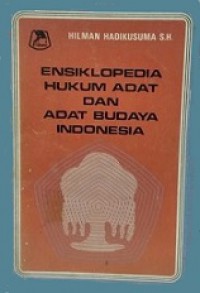 HILMAN HADIKUSUMA S.H.
ENSIKLOPEDIA
HUKUM ADAT
DAN
ADAT BUDAYA
INDONESIA